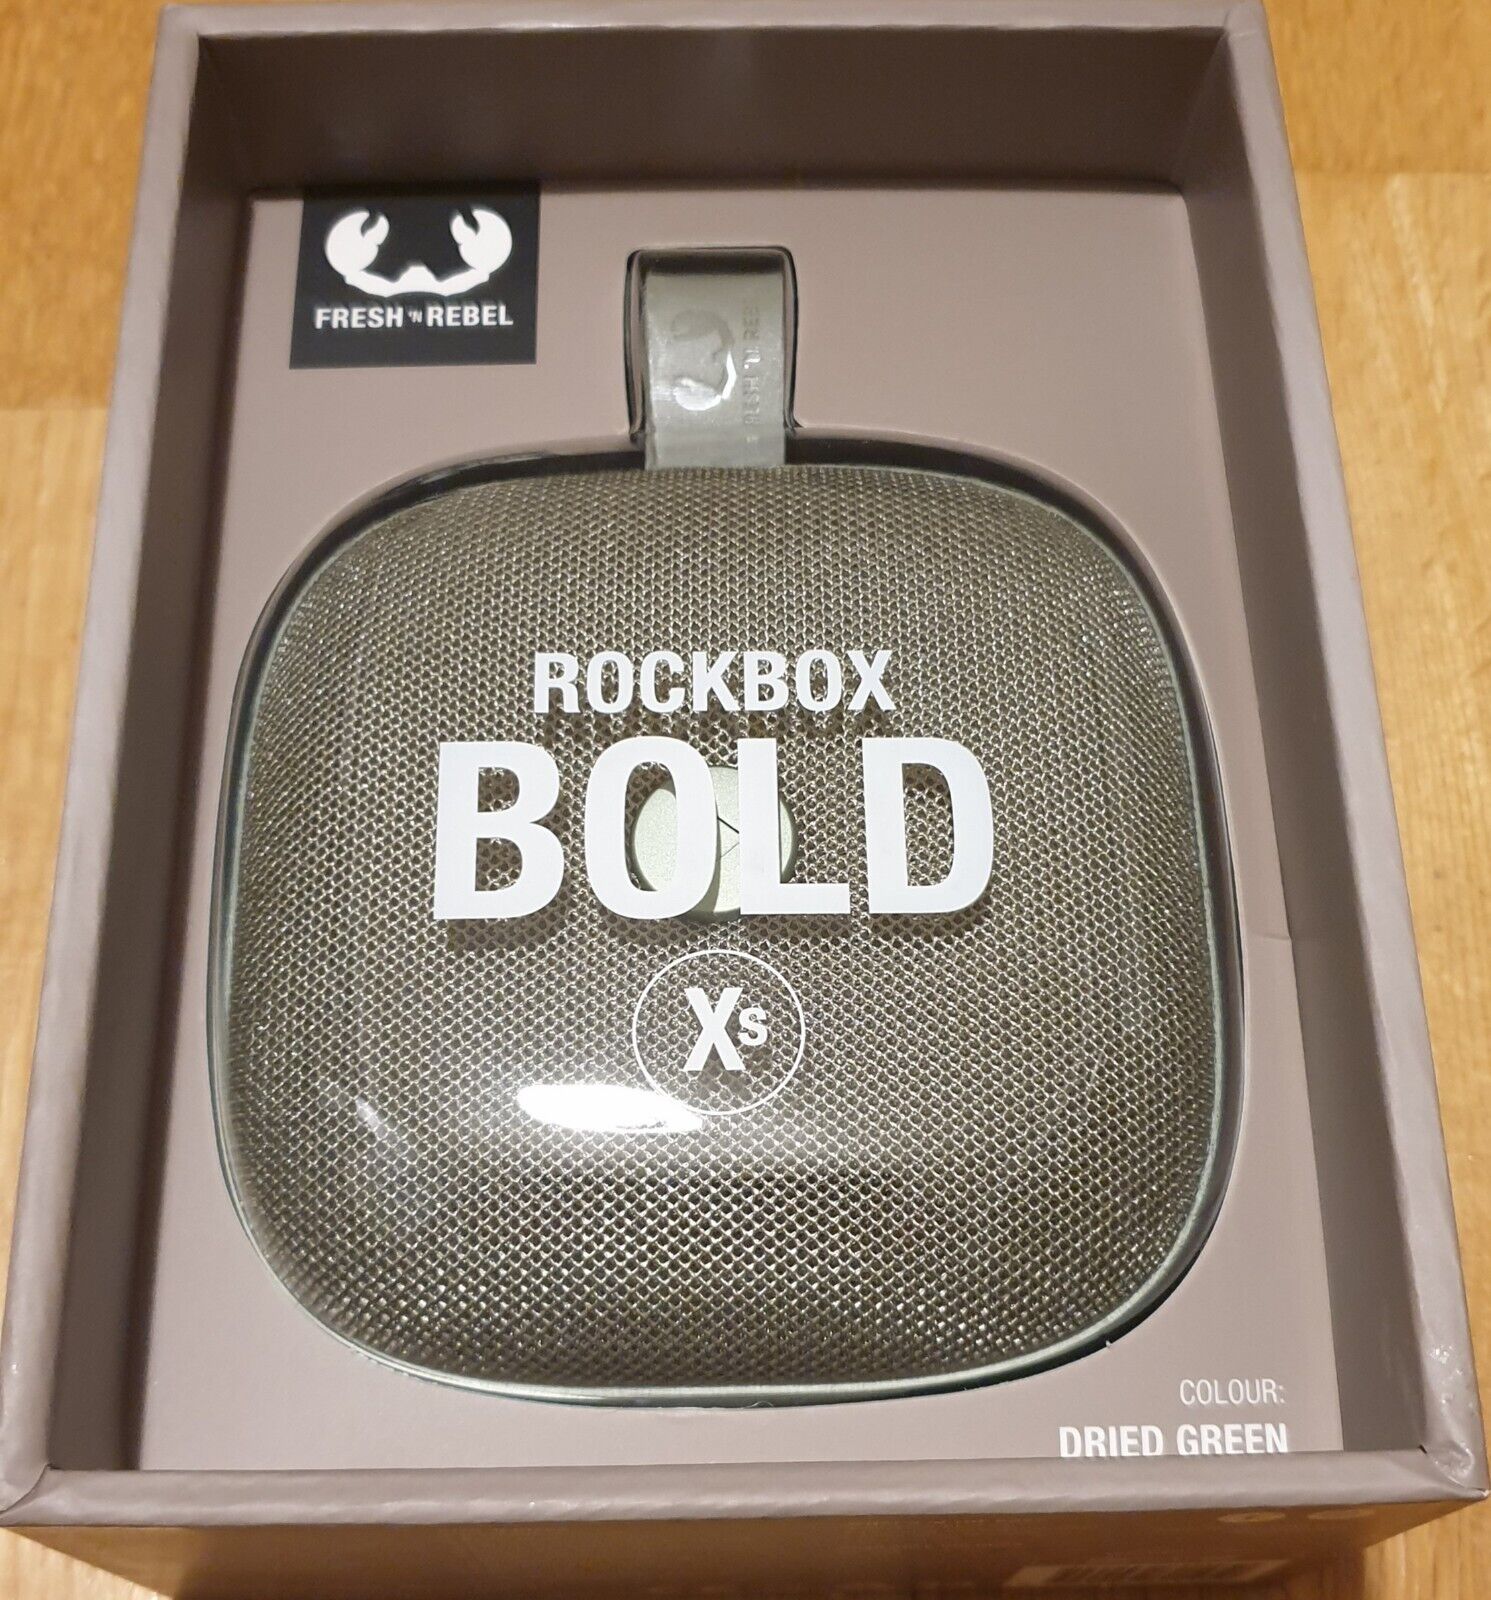 FRESH 'N REBEL
ROCKBOX
BOLD
Xs
COLOUR:
DRIED GREEN